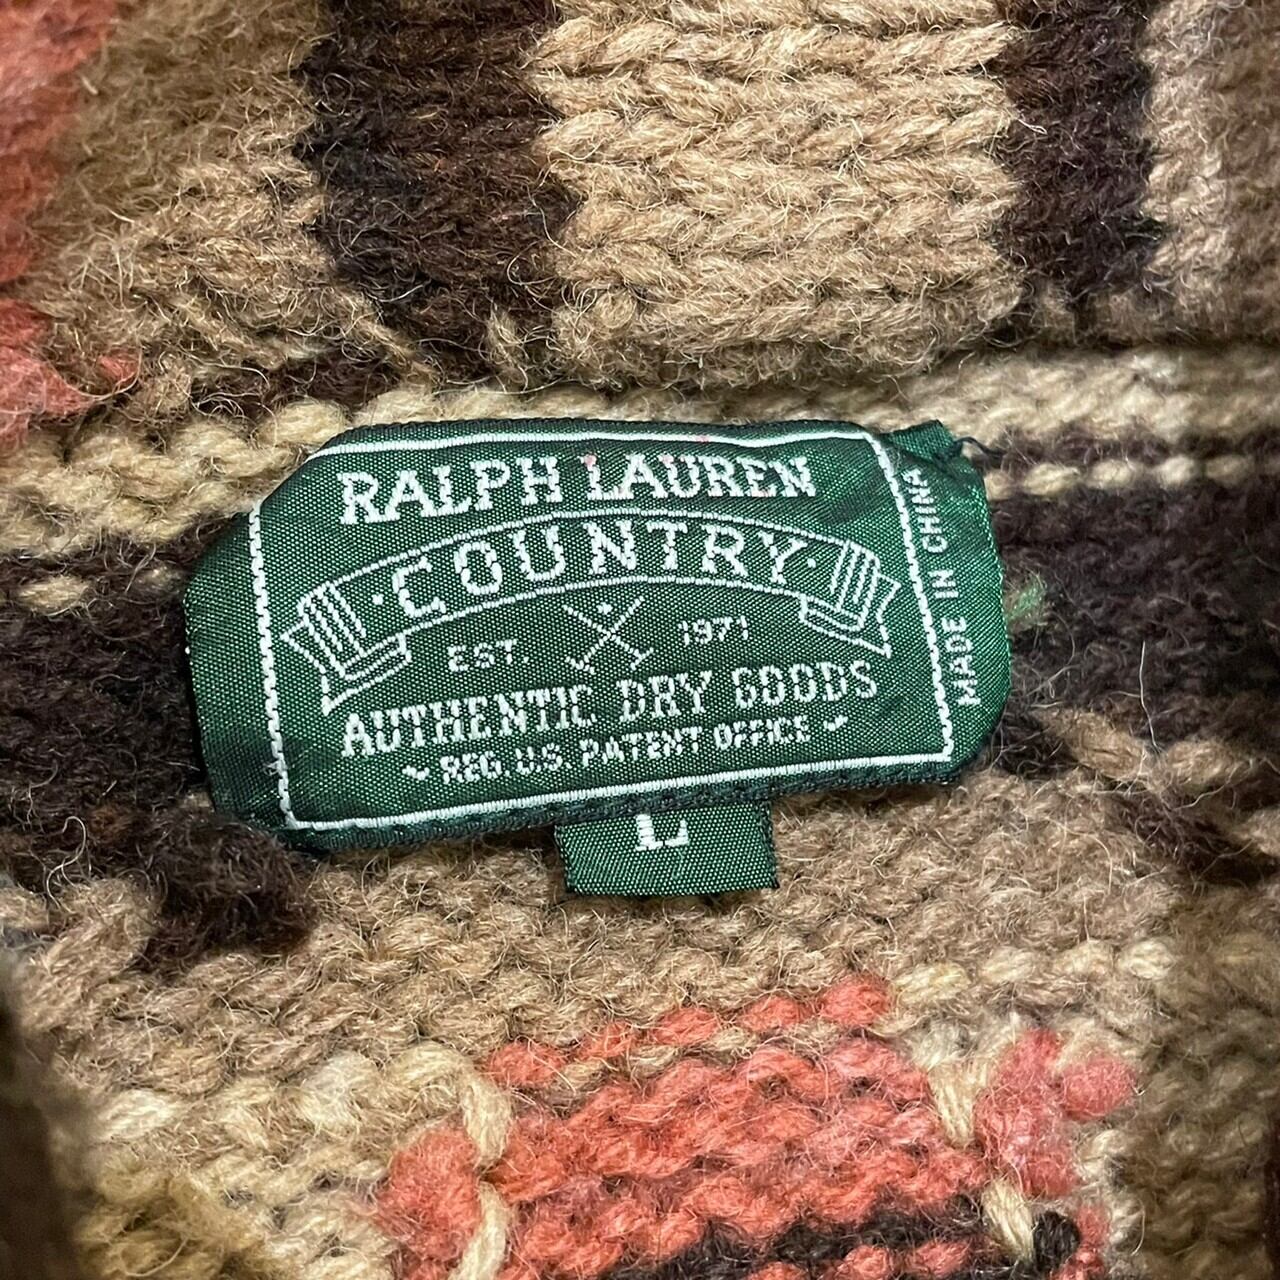 RALPH LAUREN
·COUNTRY·
EST. 1971
AUTHENTIC DRY GOODS
~ REG. U.S. PATENT OFFICE ~
MADE IN CHINA
L